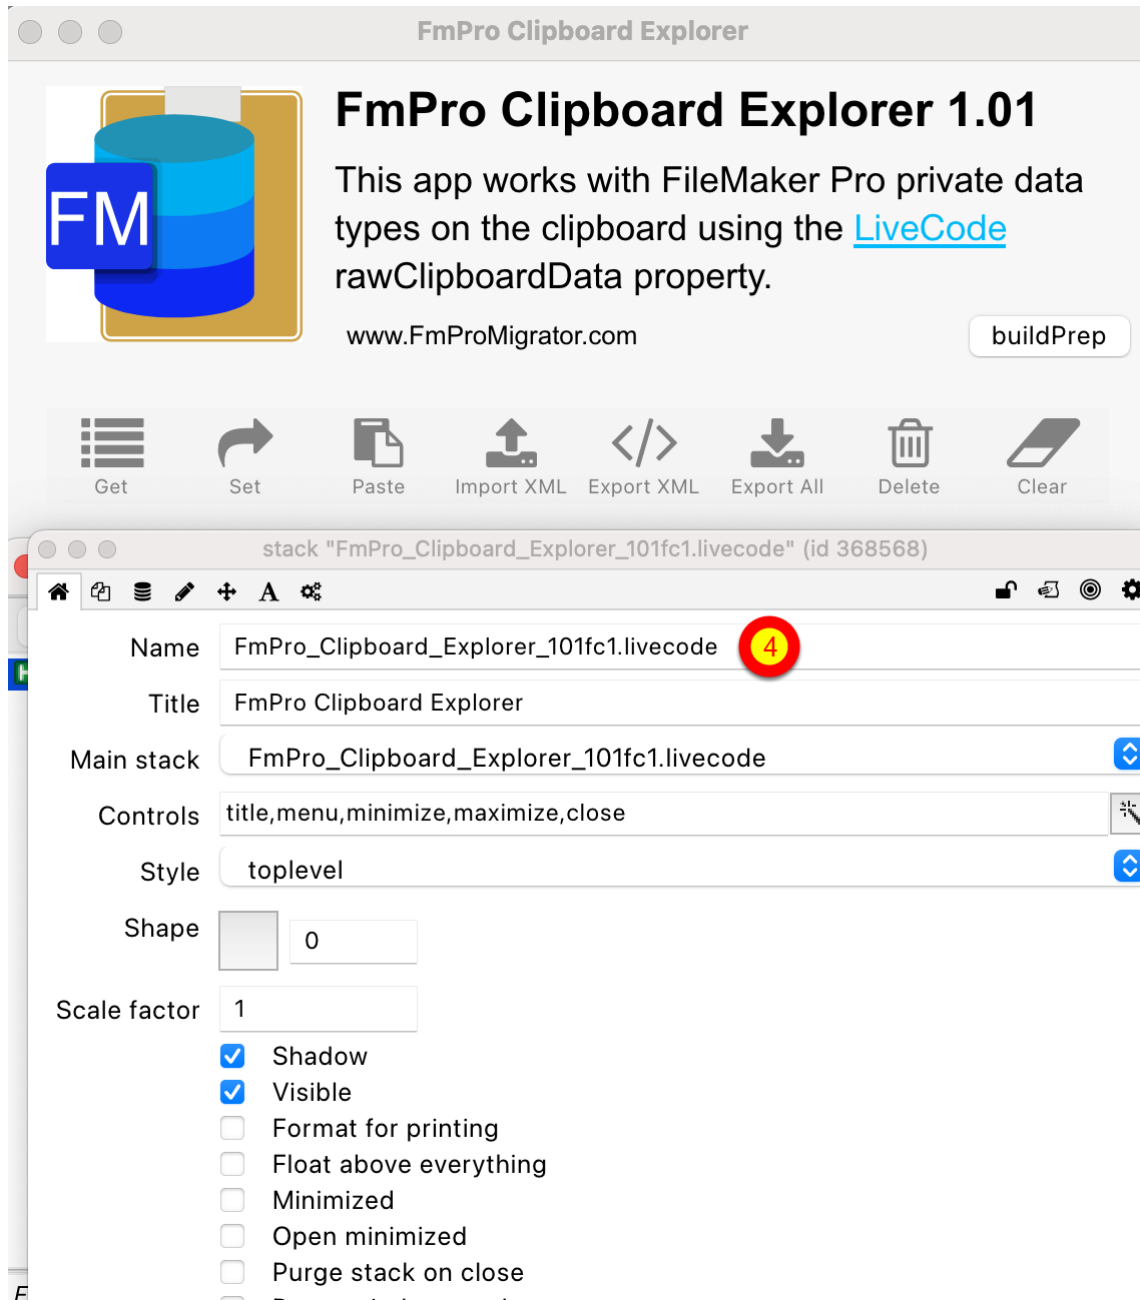 FmPro Clipboard Explorer
FM
FmPro Clipboard Explorer 1.01
This app works with FileMaker Pro private data
types on the clipboard using the LiveCode
rawClipboardData property.
www.FmProMigrator.com
buildPrep
Get
Set
Paste
Import XML
Export XML
Export All
Delete
Clear
stack "FmPro_Clipboard_Explorer_101fc1.livecode" (id 368568)
Name FmPro_Clipboard_Explorer_101fc1.livecode 4
Title FmPro Clipboard Explorer
Main stack FmPro_Clipboard_Explorer_101fc1.livecode
Controls title,menu,minimize,maximize,close
Style toplevel
Shape 0
Scale factor 1
Shadow
Visible
Format for printing
Float above everything
Minimized
Open minimized
Purge stack on close